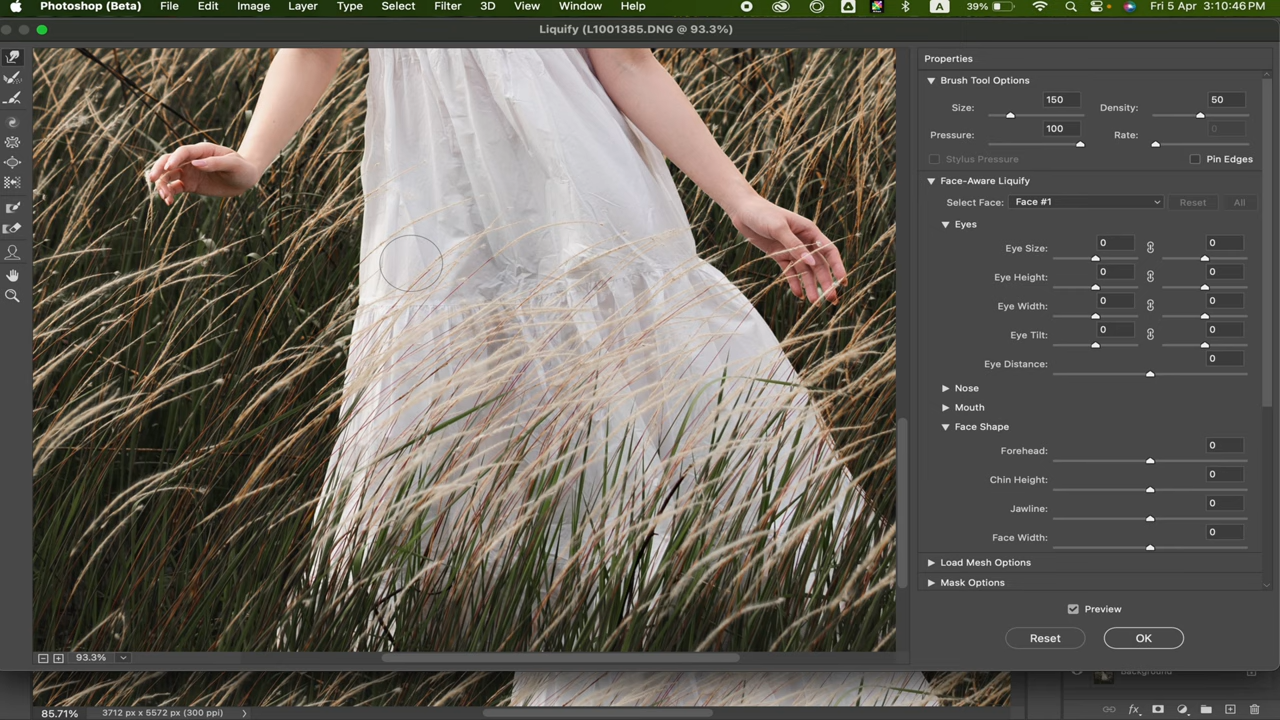 Photoshop (Beta) File Edit Image Layer Type Select Filter 3D View Window Help A 39% Fri 5 Apr 3:10:46 PM
Liquify (L1001385.DNG @ 93.3%)
Properties
Brush Tool Options
Size: 150 Density: 50
Pressure: 100 Rate: 0
Stylus Pressure Pin Edges
Face-Aware Liquify
Select Face: Face #1 Reset All
Eyes
Eye Size: 0 0
Eye Height: 0 0
Eye Width: 0 0
Eye Tilt: 0 0
Eye Distance: 0
Nose
Mouth
Face Shape
Forehead: 0
Chin Height: 0
Jawline: 0
Face Width: 0
Load Mesh Options
Mask Options
Preview
Reset OK
93.3%
Background
85.71% 3712 px x 5572 px (300 ppi)
fx